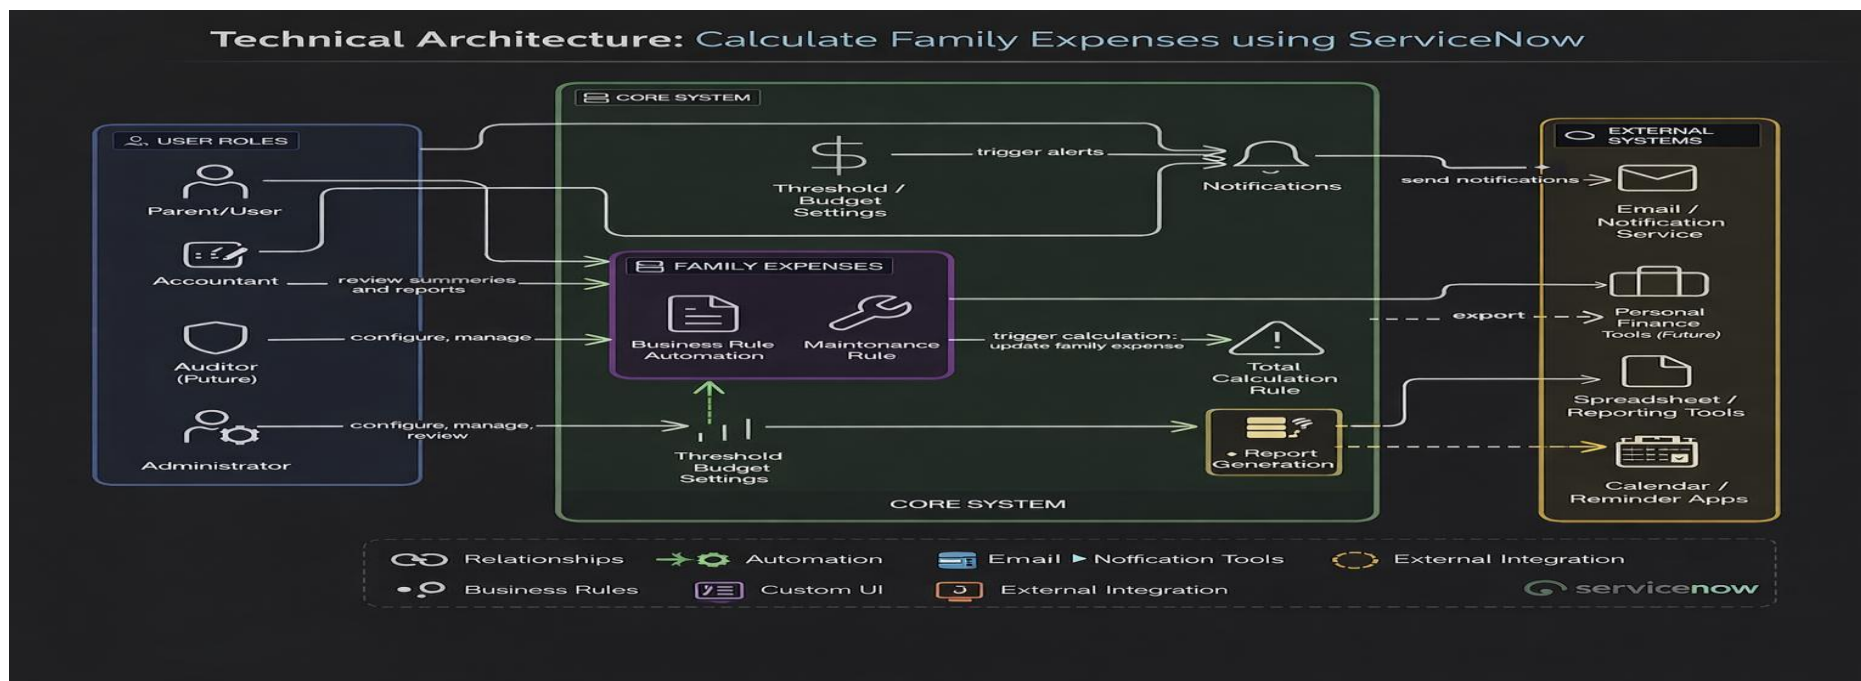 Technical Architecture: Calculate Family Expenses using ServiceNow
USER ROLES
Parent/User
Accountant
Auditor
(Puture)
Administrator
review summeries
and reports
configure, manage
configure, manage,
review
CORE SYSTEM
Threshold /
Budget
Settings
trigger alerts
Notifications
FAMILY EXPENSES
Business Rule
Automation
Maintonance
Rule
trigger calculation:
update family expense
Total
Calculation
Rule
Threshold
Budget
Settings
• Report
Generation
CORE SYSTEM
send notifications
export
EXTERNAL
SYSTEMS
Email /
Notification
Service
Personal
Finance
Tools (Future)
Spreadsheet /
Reporting Tools
Calendar /
Reminder Apps
Relationships
Automation
Email ► Noffication Tools
External Integration
Business Rules
Custom UI
External Integration
servicenow